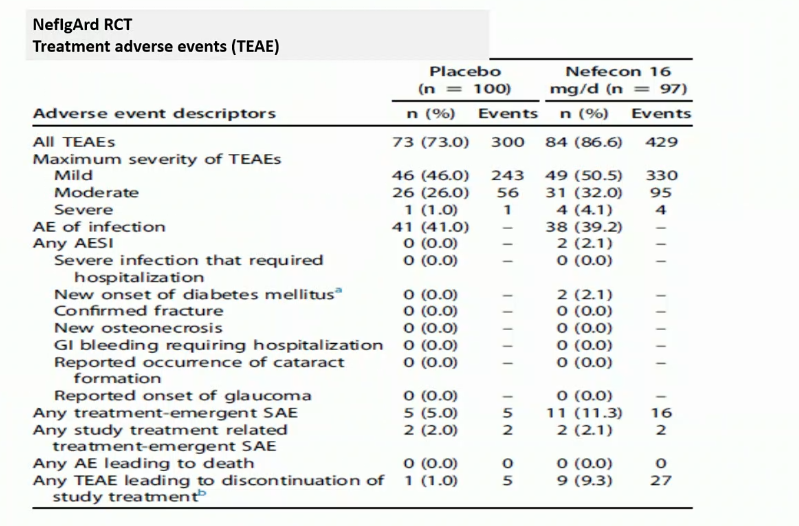 NefIgArd RCT
Treatment adverse events (TEAE)
Placebo Nefecon 16
(n = 100) mg/d (n = 97)
Adverse event descriptors n (%) Events n (%) Events
All TEAEs 73 (73.0) 300 84 (86.6) 429
Maximum severity of TEAEs
Mild 46 (46.0) 243 49 (50.5) 330
Moderate 26 (26.0) 56 31 (32.0) 95
Severe 1 (1.0) 1 4 (4.1) 4
AE of infection 41 (41.0) – 38 (39.2) –
Any AESI 0 (0.0) – 2 (2.1) –
Severe infection that required 0 (0.0) – 0 (0.0) –
hospitalization
New onset of diabetes mellitusᵃ 0 (0.0) – 2 (2.1) –
Confirmed fracture 0 (0.0) – 0 (0.0) –
New osteonecrosis 0 (0.0) – 0 (0.0) –
GI bleeding requiring hospitalization 0 (0.0) – 0 (0.0) –
Reported occurrence of cataract 0 (0.0) – 0 (0.0) –
formation
Reported onset of glaucoma 0 (0.0) – 0 (0.0) –
Any treatment-emergent SAE 5 (5.0) 5 11 (11.3) 16
Any study treatment related 2 (2.0) 2 2 (2.1) 2
treatment-emergent SAE
Any AE leading to death 0 (0.0) 0 0 (0.0) 0
Any TEAE leading to discontinuation of 1 (1.0) 5 9 (9.3) 27
study treatmentᵇ